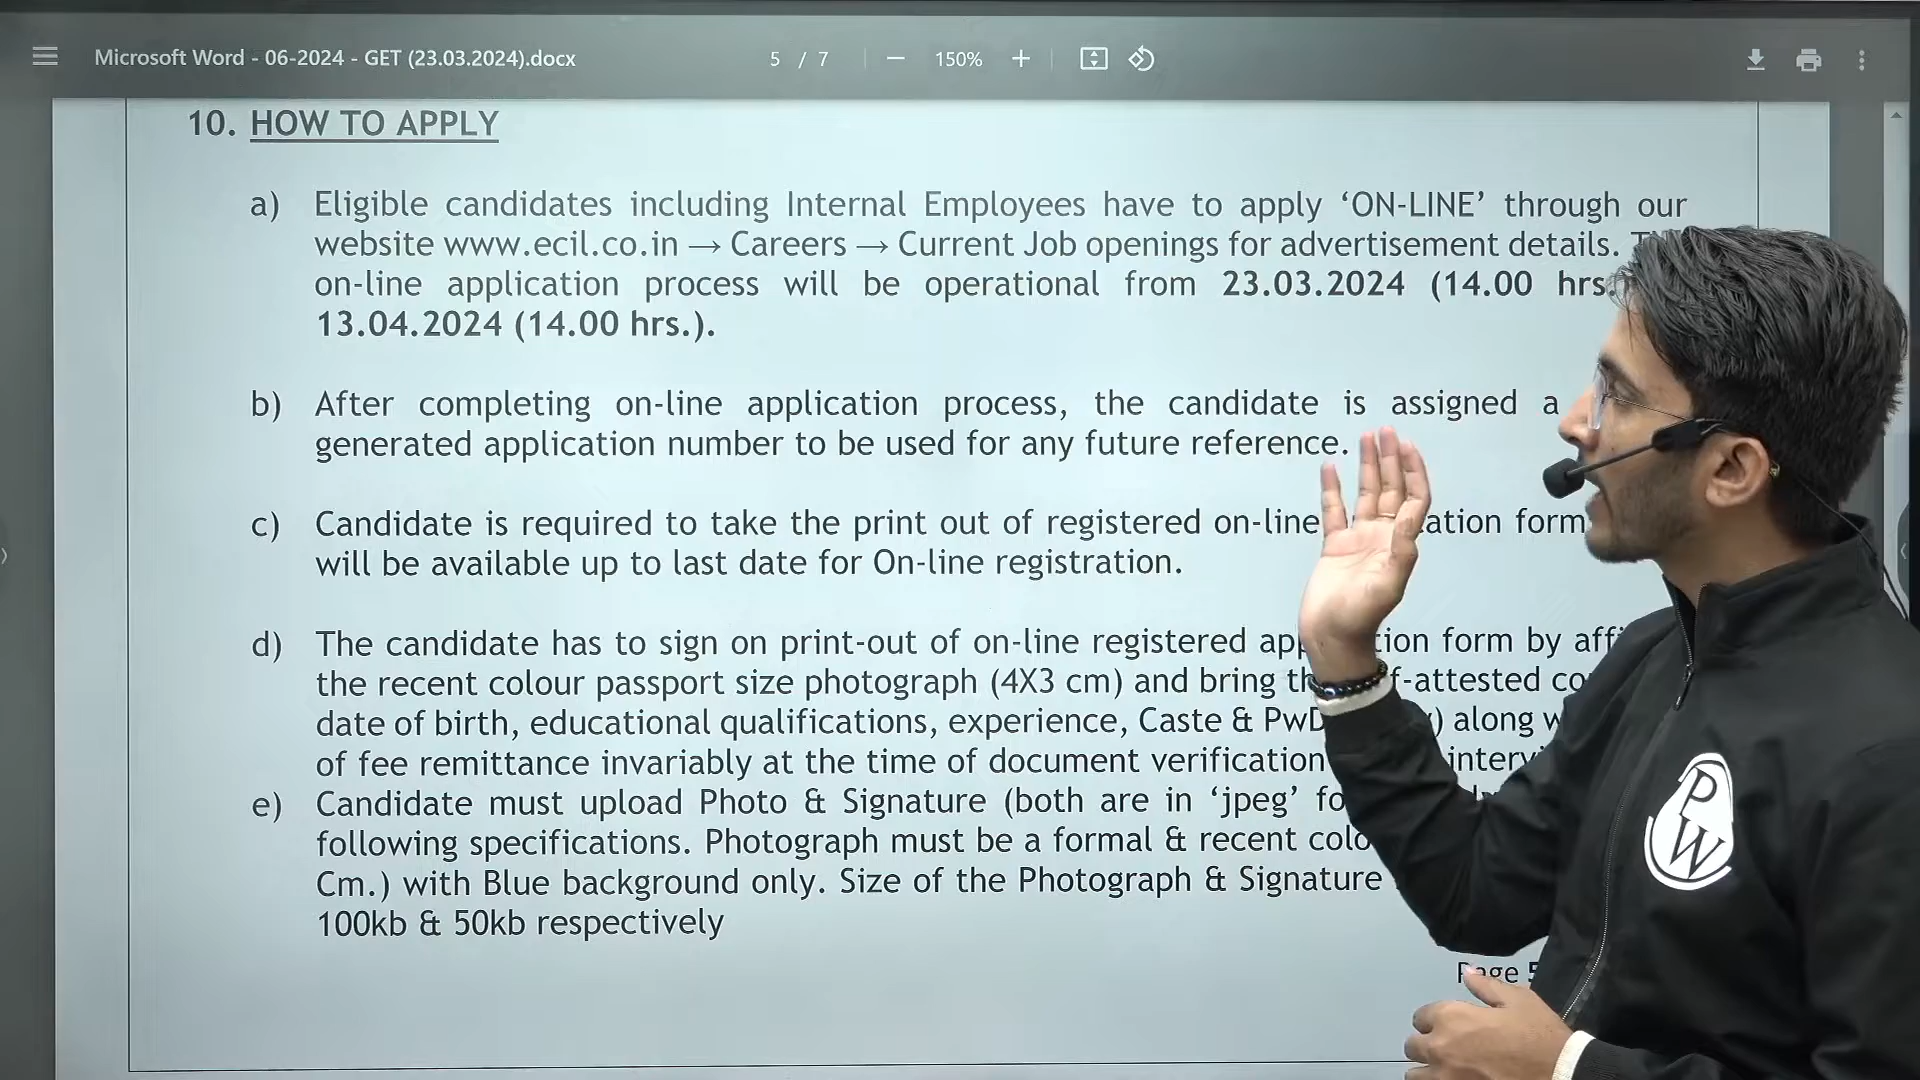 Microsoft Word - 06-2024 - GET (23.03.2024).docx
5 / 7
150%
10. HOW TO APPLY
a) Eligible candidates including Internal Employees have to apply ‘ON-LINE’ through our
website www.ecil.co.in → Careers → Current Job openings for advertisement details.
on-line application process will be operational from 23.03.2024 (14.00 hrs.
13.04.2024 (14.00 hrs.).
b) After completing on-line application process, the candidate is assigned a
generated application number to be used for any future reference.
c) Candidate is required to take the print out of registered on-line form
will be available up to last date for On-line registration.
d) The candidate has to sign on print-out of on-line registered form by
the recent colour passport size photograph (4X3 cm) and bring
date of birth, educational qualifications, experience, Caste & PwD along
of fee remittance invariably at the time of document verification
e) Candidate must upload Photo & Signature (both are in ‘jpeg’
following specifications. Photograph must be a formal & recent
Cm.) with Blue background only. Size of the Photograph & Signature
100kb & 50kb respectively
Page 5
PW